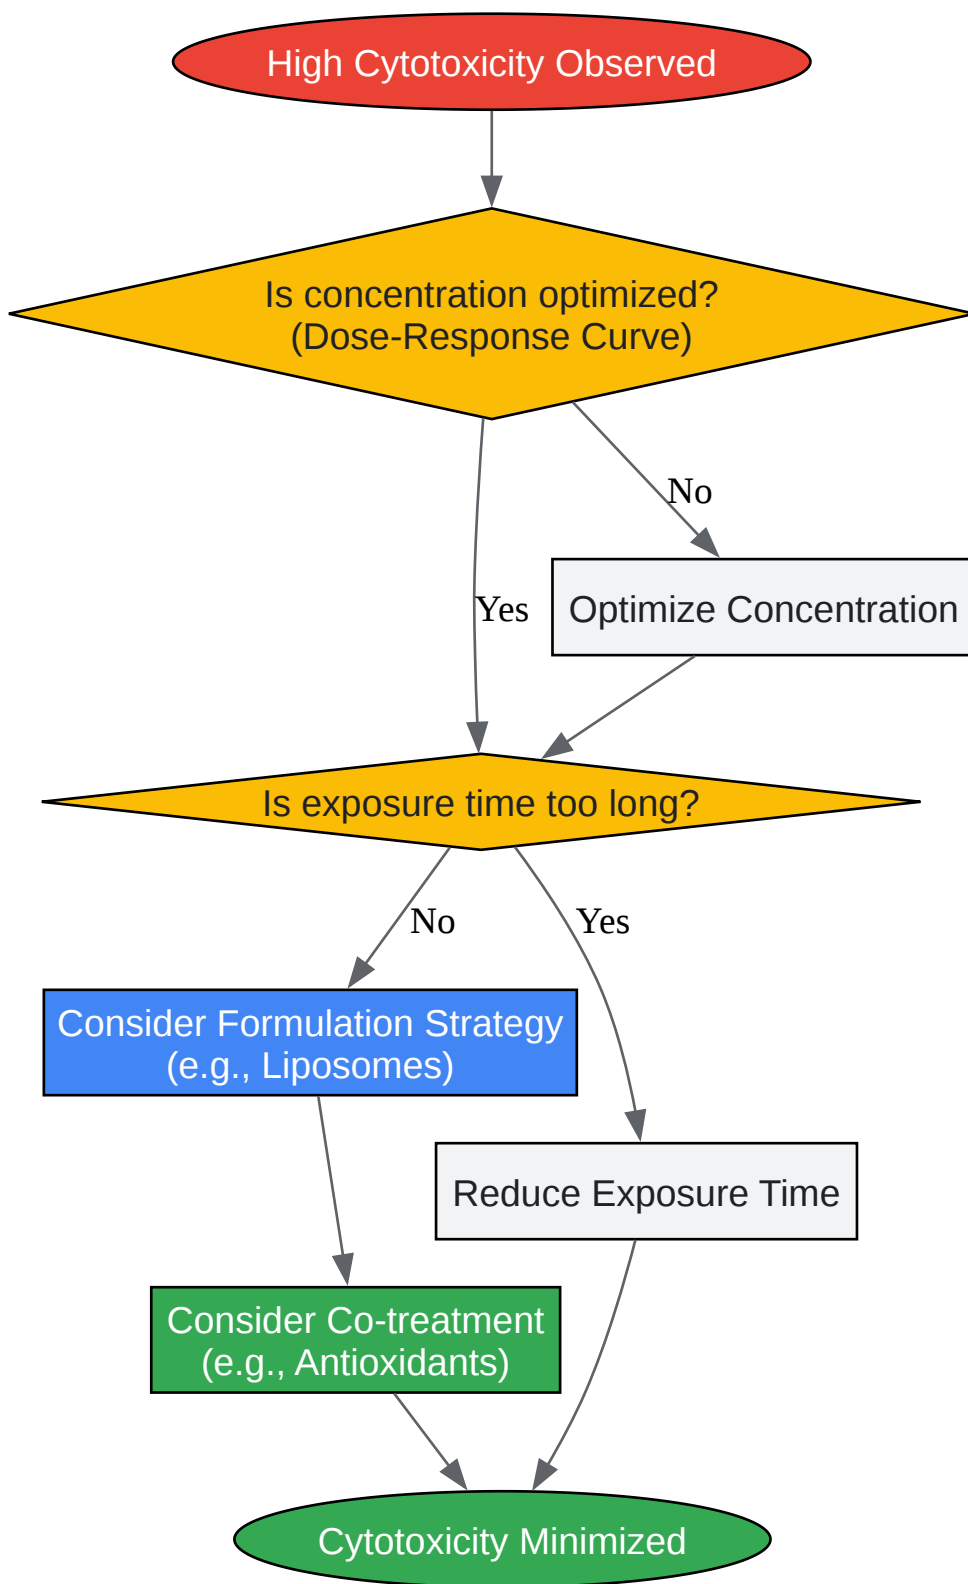 High Cytotoxicity Observed
Is concentration optimized?
(Dose-Response Curve)
No
Yes
Optimize Concentration
Is exposure time too long?
No
Yes
Consider Formulation Strategy
(e.g., Liposomes)
Reduce Exposure Time
Consider Co-treatment
(e.g., Antioxidants)
Cytotoxicity Minimized